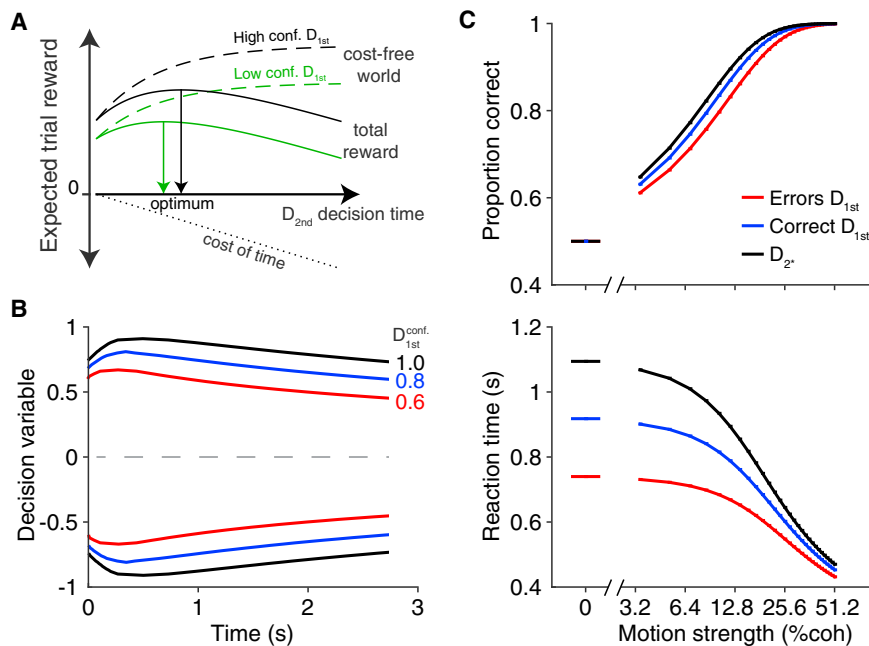 A
Expected trial reward
0
High conf. D1st
Low conf. D1st
cost-free
world
total
reward
optimum
D2nd decision time
cost of time
B
Decision variable
1
0.5
0
-0.5
-1
D1st conf.
1.0
0.8
0.6
0 1 2 3
Time (s)
C
Proportion correct
1
0.8
0.6
0.4
Errors D1st
Correct D1st
D2*
Reaction time (s)
1.2
1
0.8
0.6
0.4
0 3.2 6.4 12.8 25.6 51.2
Motion strength (%coh)